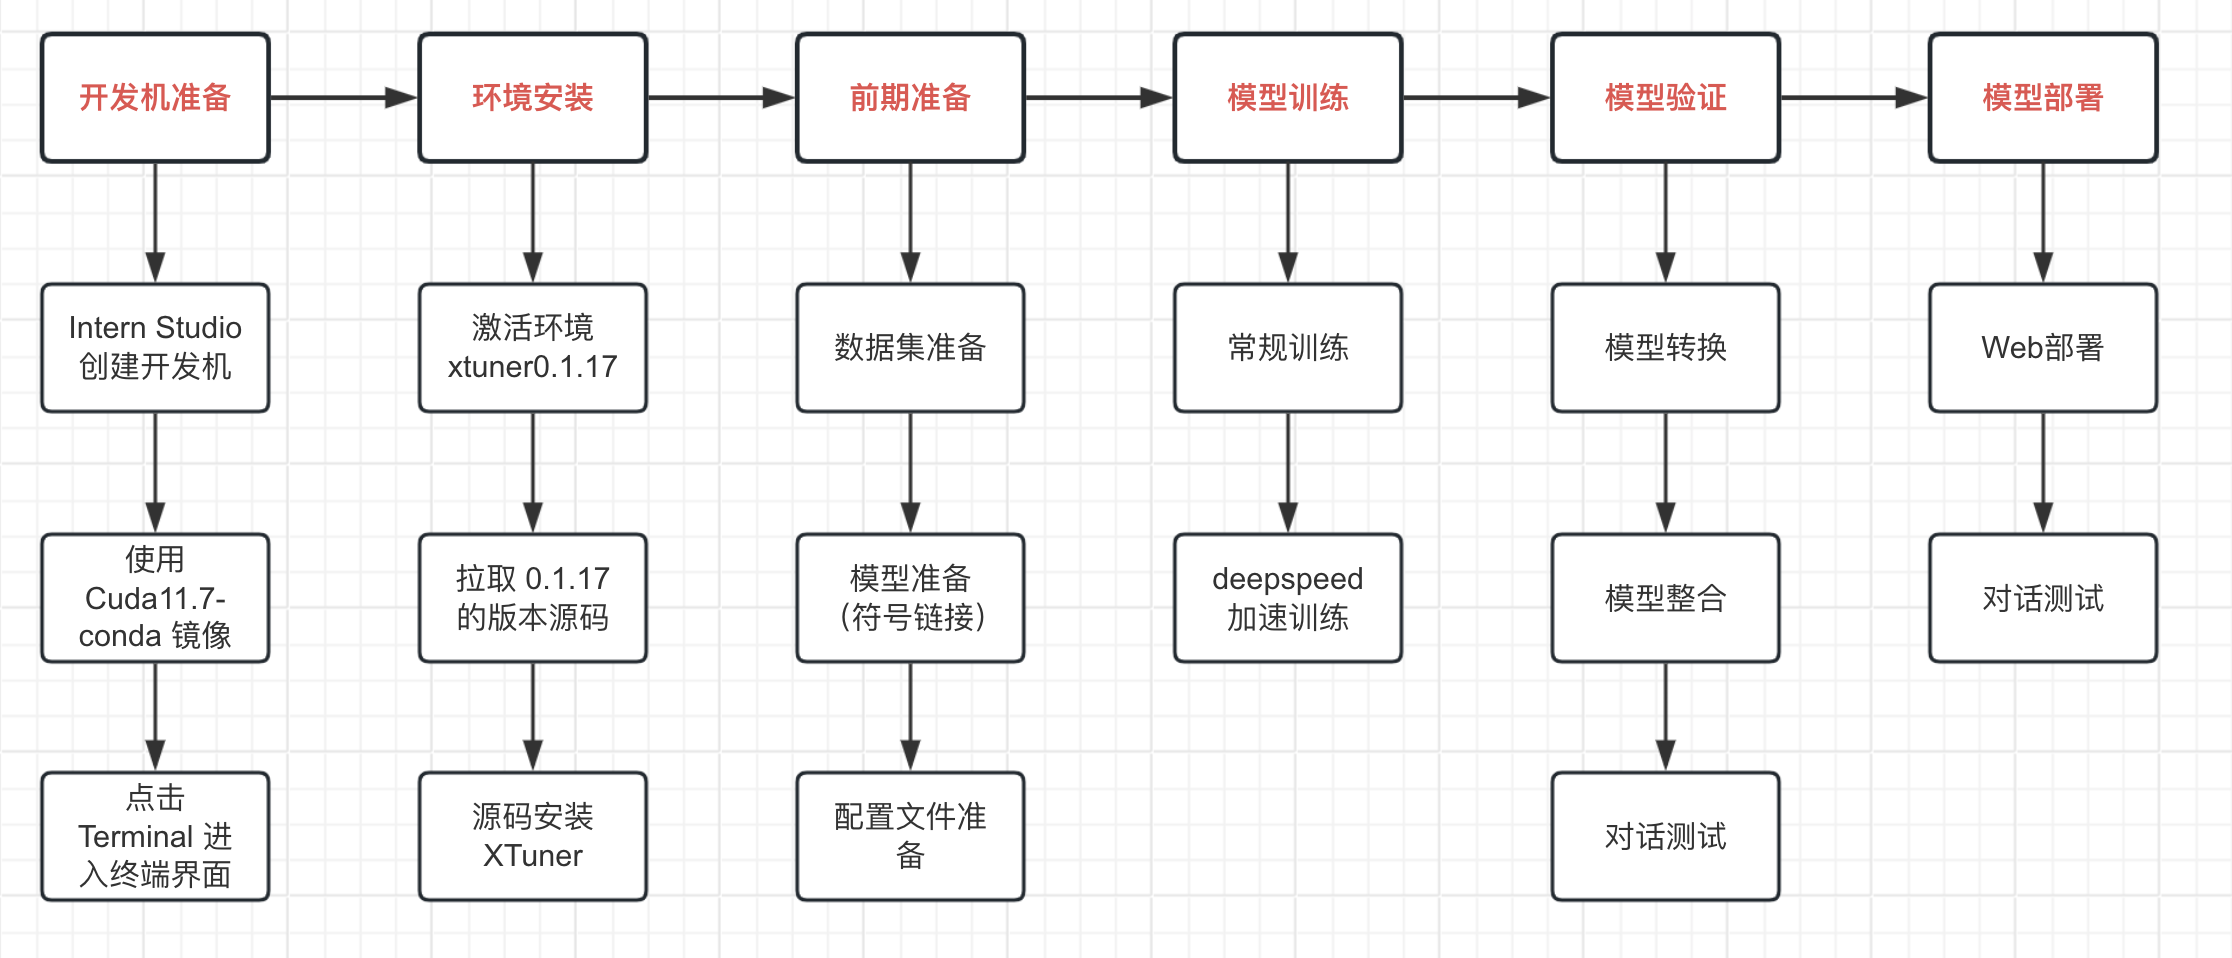 开发机准备
环境安装
前期准备
模型训练
模型验证
模型部署
Intern Studio
创建开发机
激活环境
xtuner0.1.17
数据集准备
常规训练
模型转换
Web部署
使用
Cuda11.7-
conda 镜像
拉取 0.1.17
的版本源码
模型准备
（符号链接）
deepspeed
加速训练
模型整合
对话测试
点击
Terminal 进
入终端界面
源码安装
XTuner
配置文件准
备
对话测试